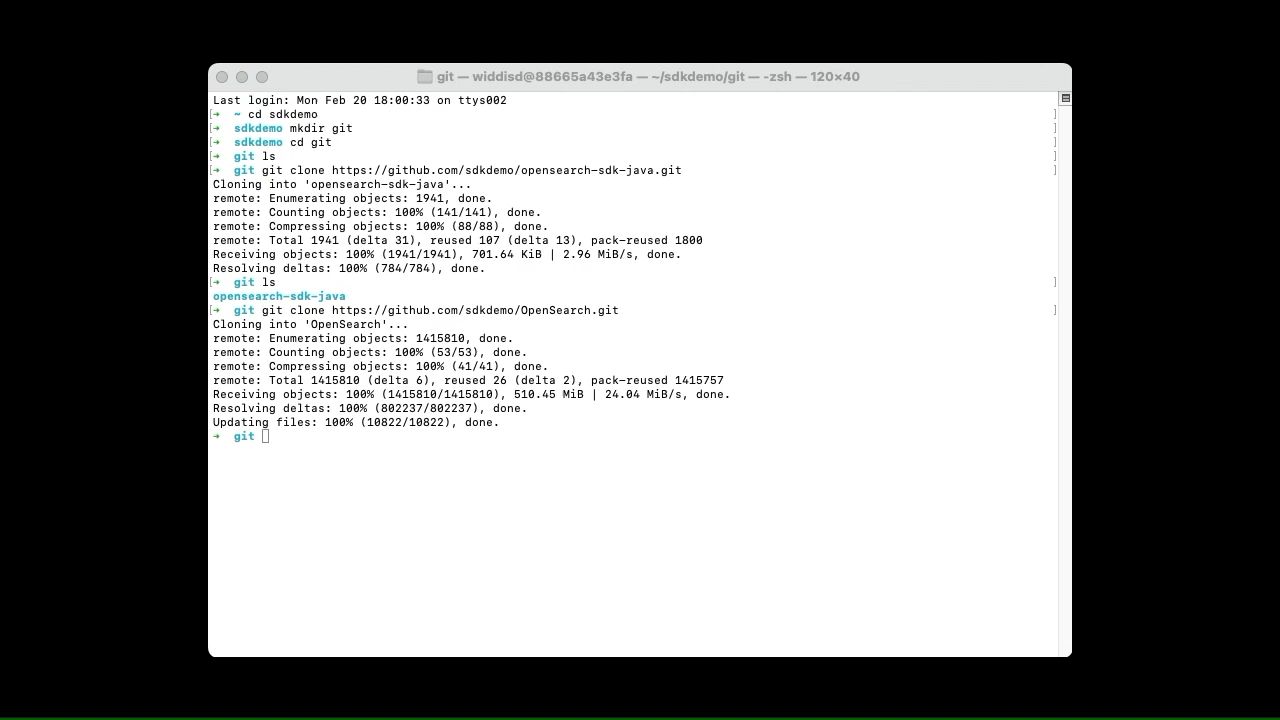 git — widdisd@88665a43e3fa — ~/sdkdemo/git — -zsh — 120×40
Last login: Mon Feb 20 18:00:33 on ttys002
[➜  ~ cd sdkdemo ]
[➜  sdkdemo mkdir git ]
[➜  sdkdemo cd git ]
[➜  git ls ]
[➜  git git clone https://github.com/sdkdemo/opensearch-sdk-java.git ]
Cloning into 'opensearch-sdk-java'...
remote: Enumerating objects: 1941, done.
remote: Counting objects: 100% (141/141), done.
remote: Compressing objects: 100% (88/88), done.
remote: Total 1941 (delta 31), reused 107 (delta 13), pack-reused 1800
Receiving objects: 100% (1941/1941), 701.64 KiB | 2.96 MiB/s, done.
Resolving deltas: 100% (784/784), done.
[➜  git ls ]
opensearch-sdk-java
[➜  git git clone https://github.com/sdkdemo/OpenSearch.git ]
Cloning into 'OpenSearch'...
remote: Enumerating objects: 1415810, done.
remote: Counting objects: 100% (53/53), done.
remote: Compressing objects: 100% (41/41), done.
remote: Total 1415810 (delta 6), reused 26 (delta 2), pack-reused 1415757
Receiving objects: 100% (1415810/1415810), 510.45 MiB | 24.04 MiB/s, done.
Resolving deltas: 100% (802237/802237), done.
Updating files: 100% (10822/10822), done.
➜  git